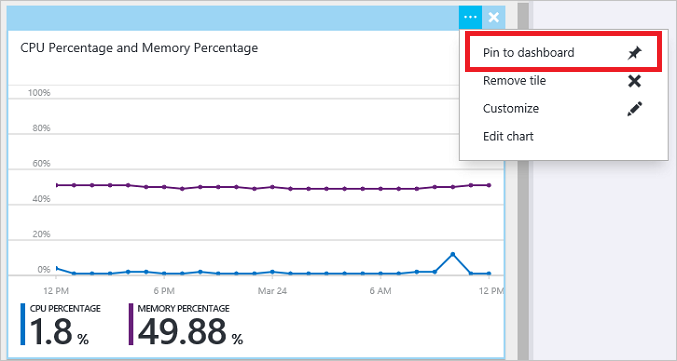 CPU Percentage and Memory Percentage
Pin to dashboard
Remove tile
Customize
Edit chart
100%
80%
60%
40%
20%
0%
12 PM 6 PM Mar 24 6 AM 12 PM
CPU PERCENTAGE MEMORY PERCENTAGE
1.8 % 49.88 %